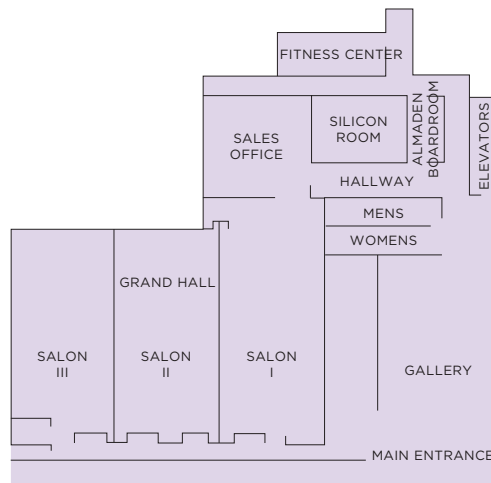 FITNESS CENTER
SALES
OFFICE
SILICON
ROOM
ALMADEN
BOARDROOM
ELEVATORS
HALLWAY
MENS
WOMENS
GRAND HALL
SALON
III
SALON
II
SALON
I
GALLERY
MAIN ENTRANCE